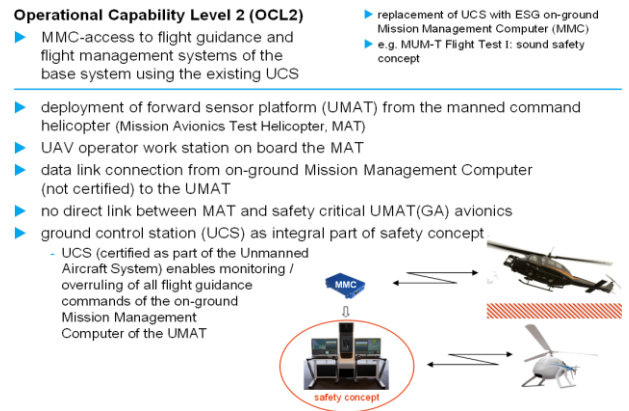 Operational Capability Level 2 (OCL2)
MMC-access to flight guidance and
flight management systems of the
base system using the existing UCS
replacement of UCS with ESG on-ground
Mission Management Computer (MMC)
e.g. MUM-T Flight Test I: sound safety
concept
deployment of forward sensor platform (UMAT) from the manned command
helicopter (Mission Avionics Test Helicopter, MAT)
UAV operator work station on board the MAT
data link connection from on-ground Mission Management Computer
(not certified) to the UMAT
no direct link between MAT and safety critical UMAT(GA) avionics
ground control station (UCS) as integral part of safety concept
- UCS (certified as part of the Unmanned
Aircraft System) enables monitoring /
overruling of all flight guidance
commands of the on-ground
Mission Management
Computer of the UMAT
MMC
safety concept